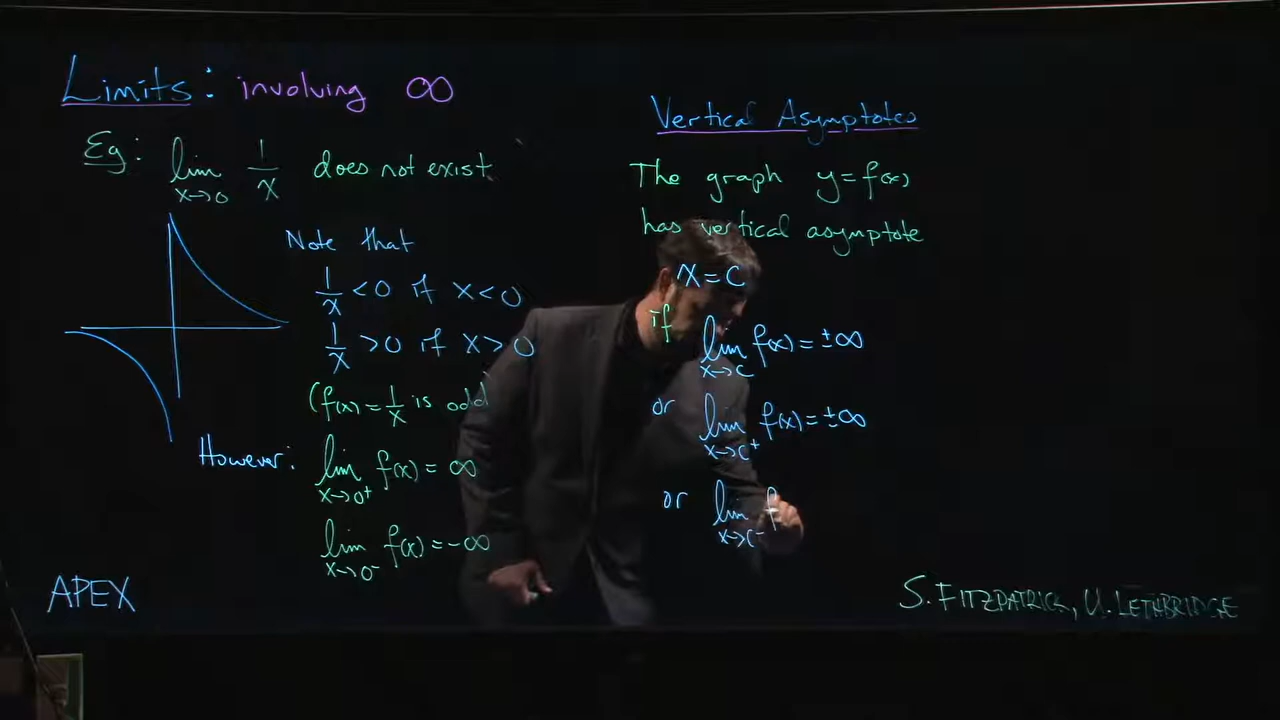 Limits: involving ∞
Eg: lim x→0 1/x does not exist.
Note that
1/x < 0 if x < 0
1/x > 0 if x > 0
(f(x) = 1/x is odd)
However: lim x→0⁺ f(x) = ∞
lim x→0⁻ f(x) = -∞
APEX
Vertical Asymptotes
The graph y = f(x)
has vertical asymptote
x = c
if lim x→c f(x) = ±∞
or lim x→c⁺ f(x) = ±∞
or lim x→c⁻ f
S. FITZPATRICK, U. LETHBRIDGE